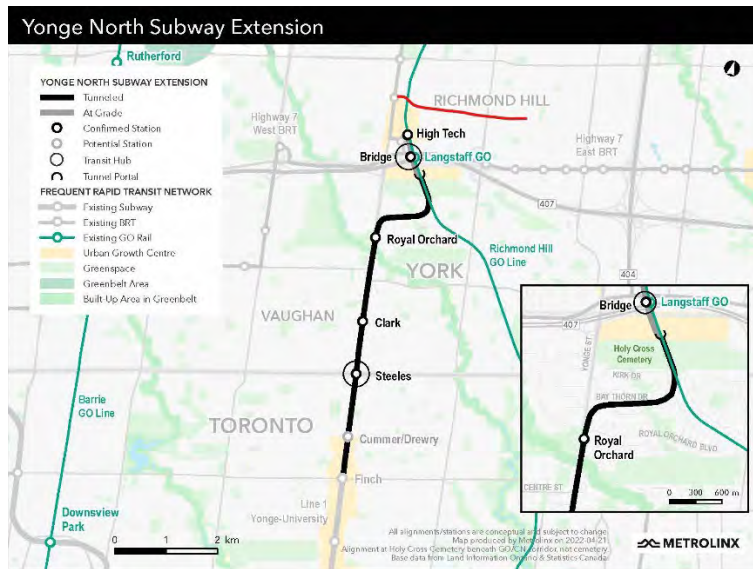 Yonge North Subway Extension
Rutherford
YONGE NORTH SUBWAY EXTENSION
Tunneled
At Grade
Confirmed Station
Potential Station
Transit Hub
Tunnel Portal
FREQUENT RAPID TRANSIT NETWORK
Existing Subway
Existing BRT
Existing GO Rail
Urban Growth Centre
Greenspace
Greenbelt Area
Built-Up Area in Greenbelt
RICHMOND HILL
Highway 7
West BRT
High Tech
Bridge
Langstaff GO
Highway 7
East BRT
407
Royal Orchard
Richmond Hill
GO Line
YORK
404
VAUGHAN
Clark
Steeles
TORONTO
Barrie
GO Line
Cummer/Drewry
Finch
Line 1
Yonge-University
Downsview
Park
0 1 2 km
Bridge
Langstaff GO
407
YONGE ST
Holy Cross
Cemetery
KIRK DR
BAY THORN DR
ROYAL ORCHARD BLVD
Royal
Orchard
CENTRE ST
0 300 600 m
All alignments/stations are conceptual and subject to change.
Map produced by Metrolinx on 2022-04-21.
Alignment at Holy Cross Cemetery beneath GO/CN corridor, not cemetery.
Base data from Land Information Ontario & Statistics Canada.
METROLINX